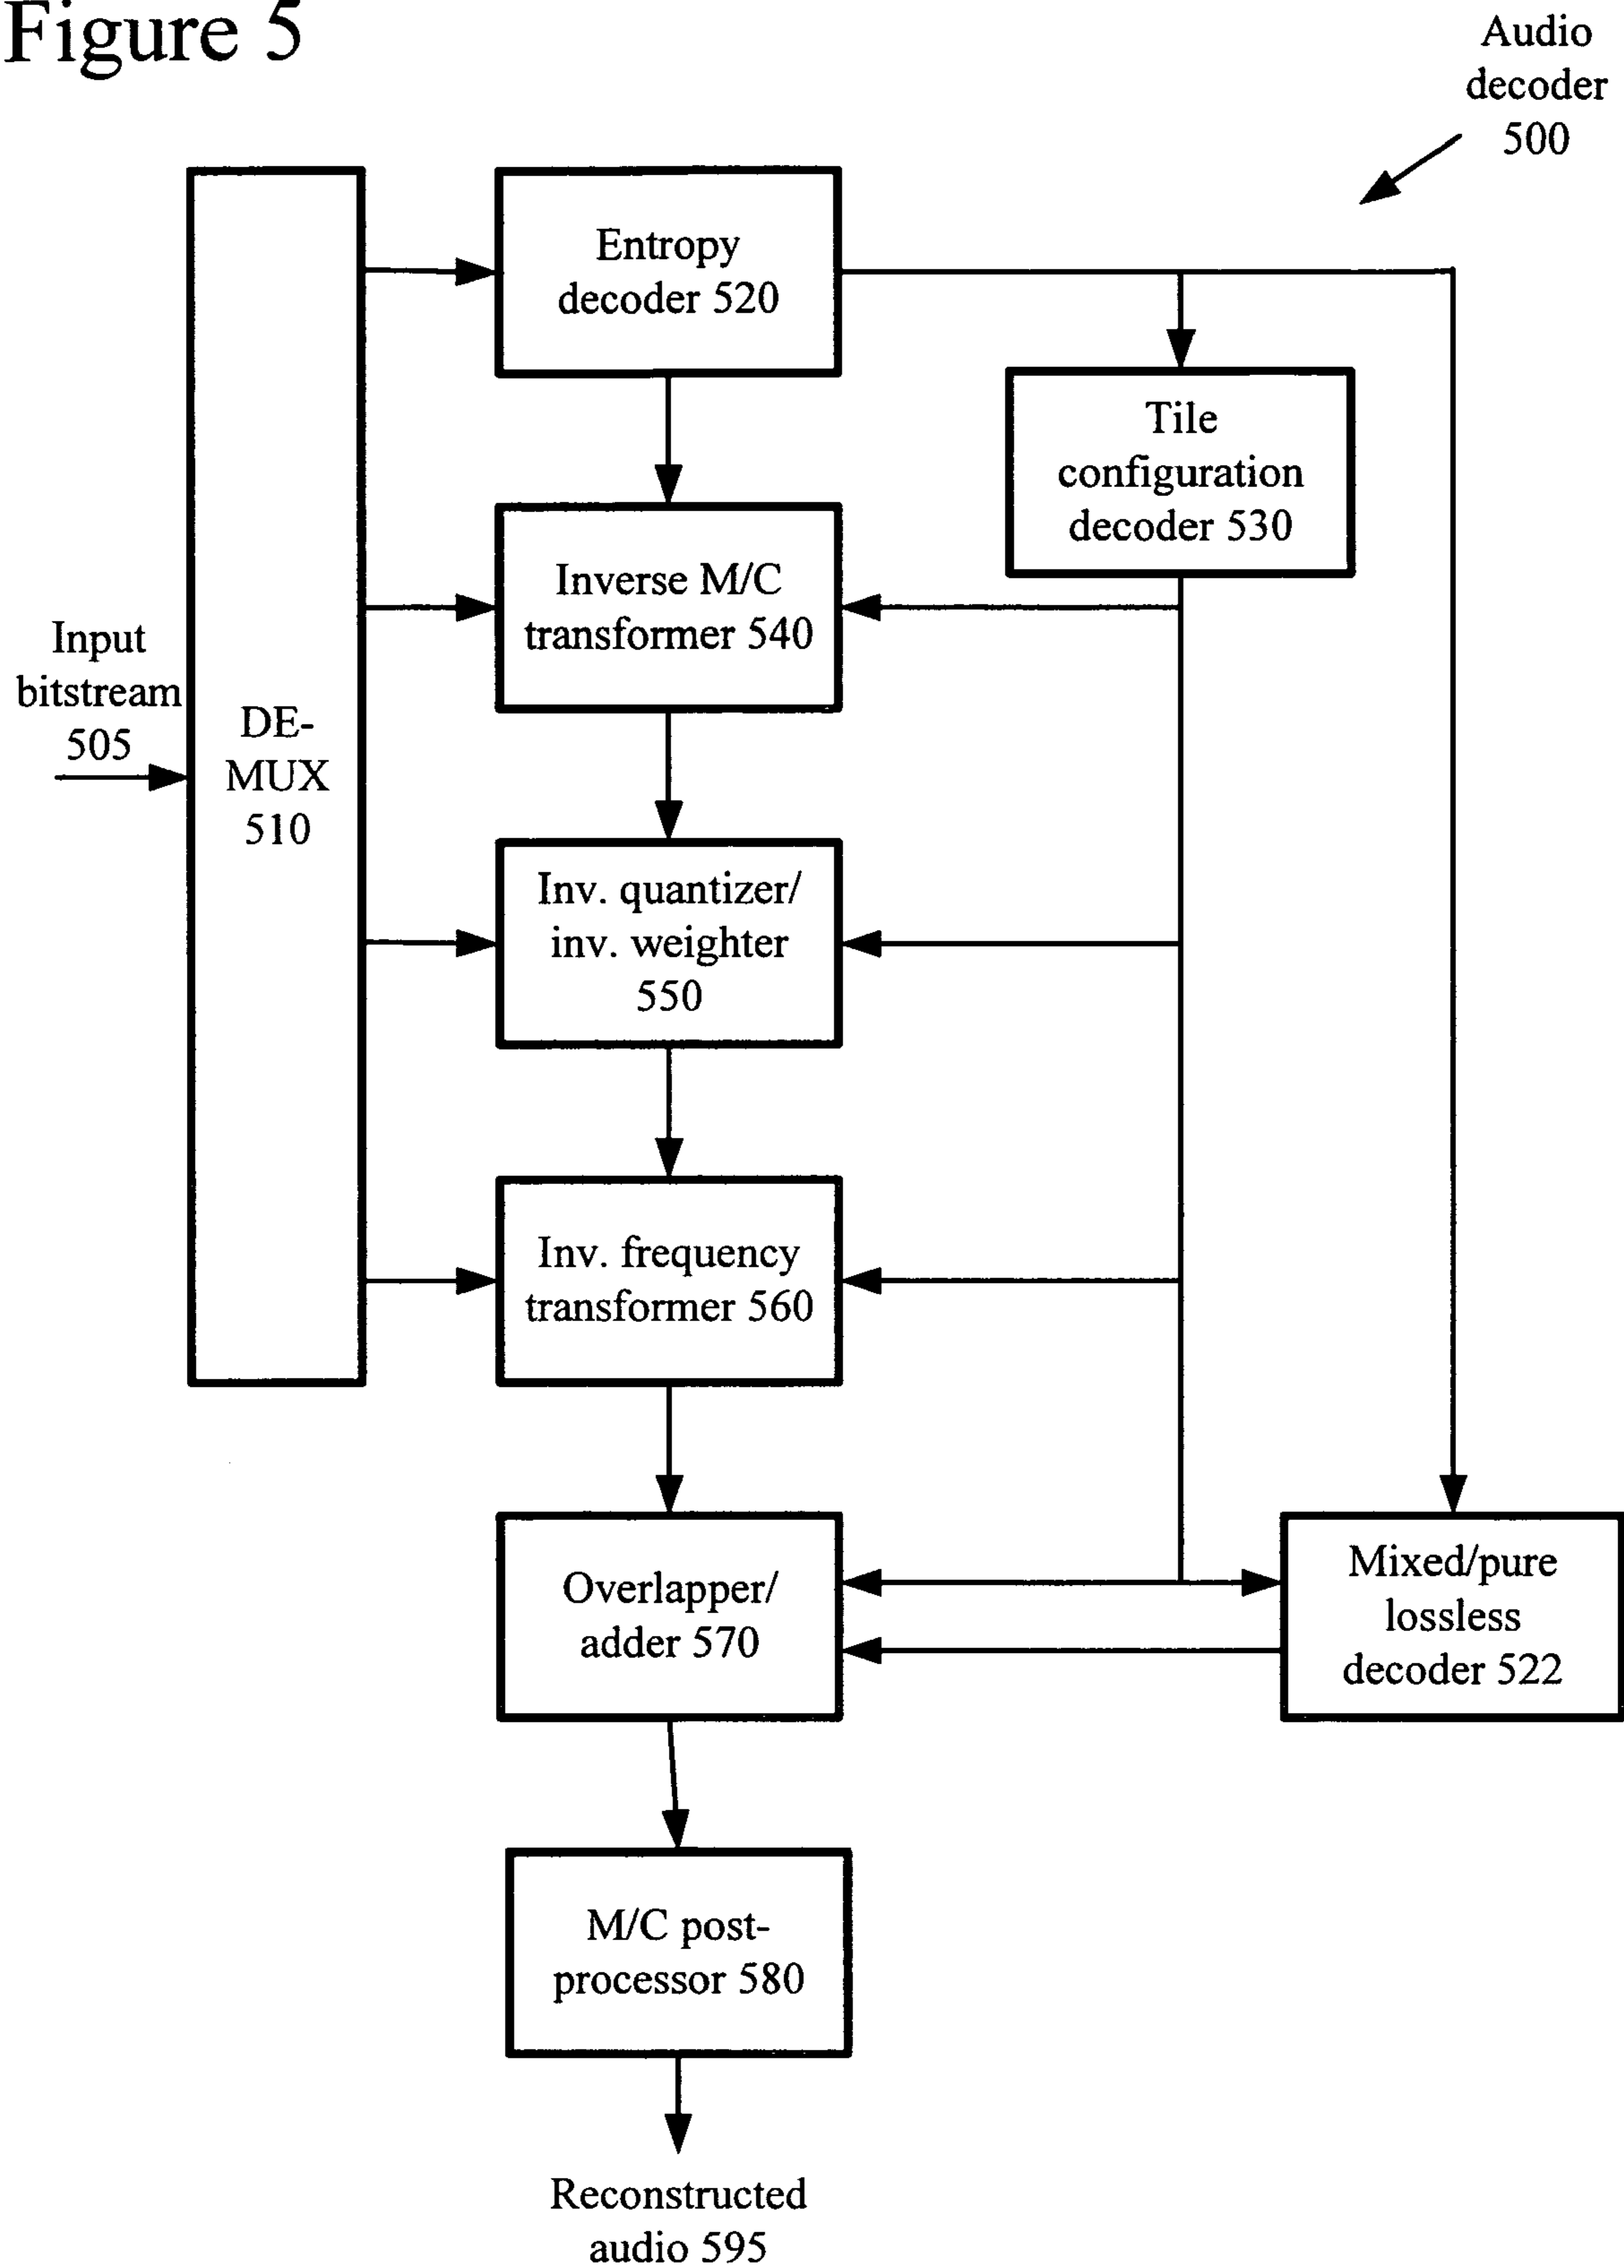 Figure 5
Audio
decoder
500
Entropy
decoder 520
Tile
configuration
decoder 530
Inverse M/C
transformer 540
Input
bitstream
505
DE-
MUX
510
Inv. quantizer/
inv. weighter
550
Inv. frequency
transformer 560
Overlapper/
adder 570
Mixed/pure
lossless
decoder 522
M/C post-
processor 580
Reconstructed
audio 595